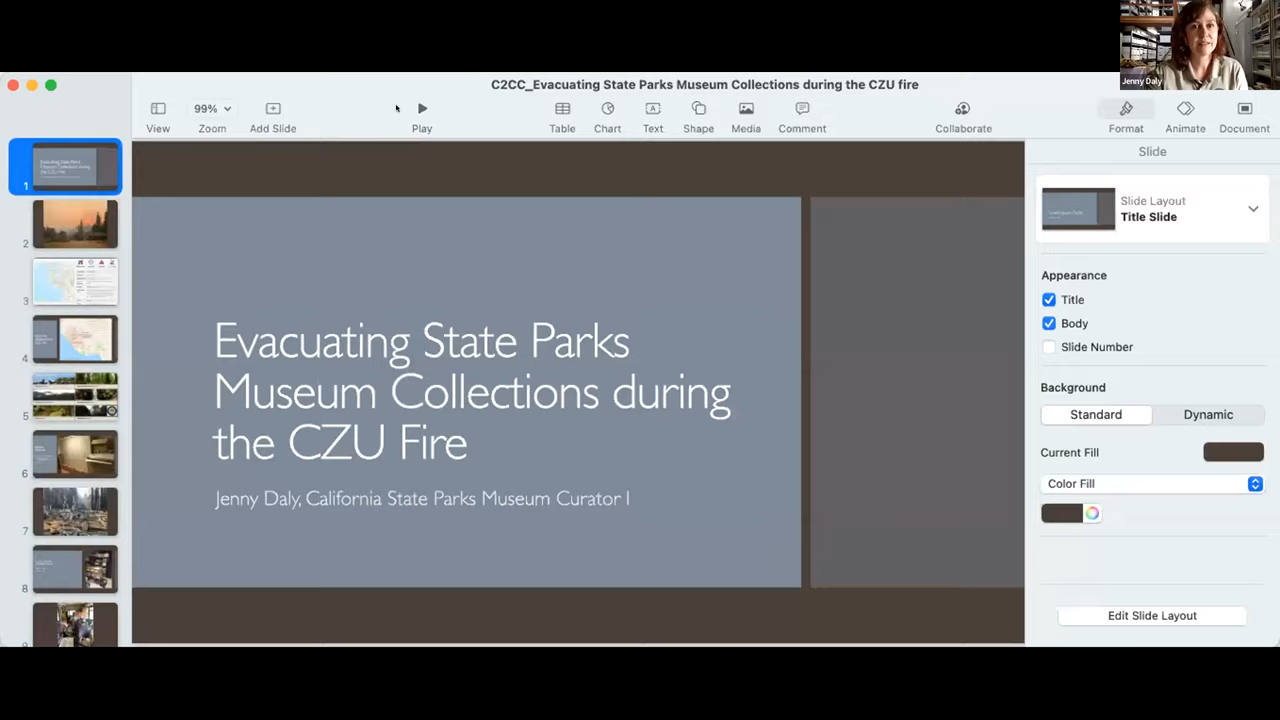 Jenny Daly
C2CC_Evacuating State Parks Museum Collections during the CZU fire
99%
View
Zoom
Add Slide
Play
Table
Chart
Text
Shape
Media
Comment
Collaborate
Format
Animate
Document
1
2
3
4
5
6
7
8
Evacuating State Parks
Museum Collections during
the CZU Fire
Jenny Daly, California State Parks Museum Curator I
Slide
Slide Layout
Title Slide
Appearance
Title
Body
Slide Number
Background
Standard
Dynamic
Current Fill
Color Fill
Edit Slide Layout